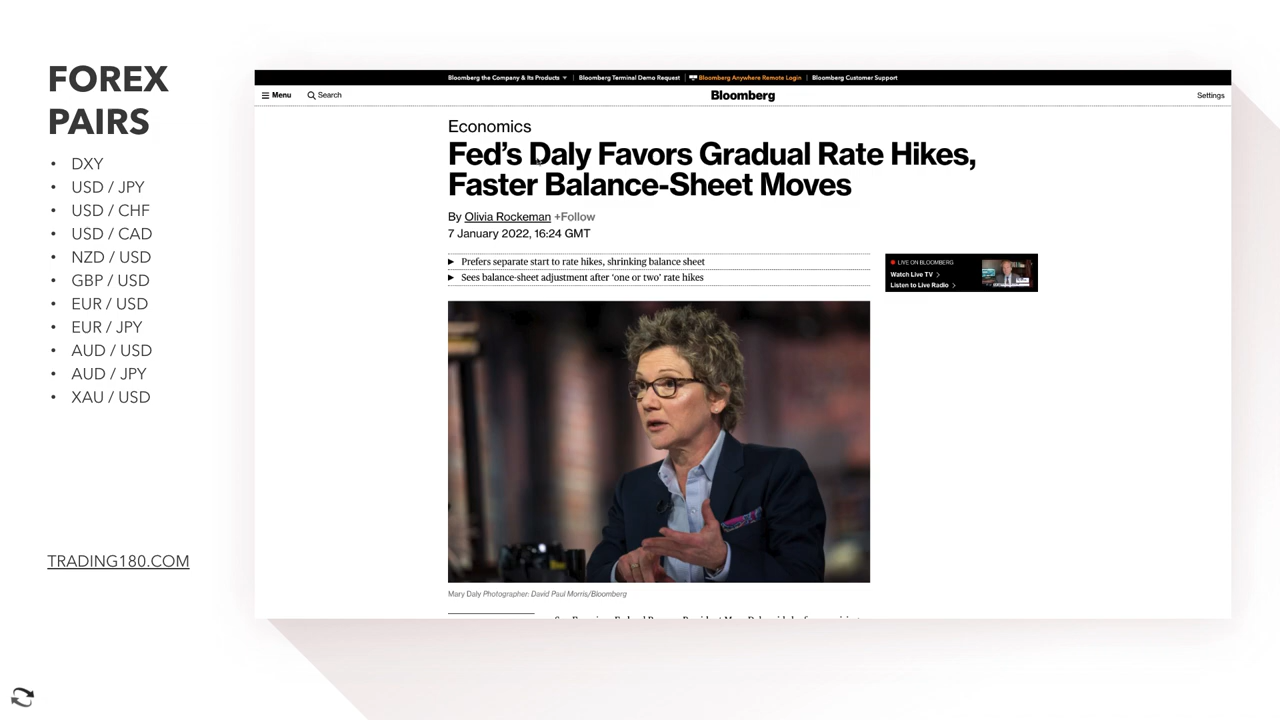 FOREX
PAIRS
• DXY
• USD / JPY
• USD / CHF
• USD / CAD
• NZD / USD
• GBP / USD
• EUR / USD
• EUR / JPY
• AUD / USD
• AUD / JPY
• XAU / USD
TRADING180.COM
Bloomberg the Company & Its Products | Bloomberg Terminal Demo Request | Bloomberg Anywhere Remote Login | Bloomberg Customer Support
Menu Search Bloomberg Settings
Economics
Fed's Daly Favors Gradual Rate Hikes,
Faster Balance-Sheet Moves
By Olivia Rockeman +Follow
7 January 2022, 16:24 GMT
Prefers separate start to rate hikes, shrinking balance sheet
Sees balance-sheet adjustment after ‘one or two’ rate hikes
LIVE ON BLOOMBERG
Watch Live TV >
Listen to Live Radio >
Mary Daly Photographer: David Paul Morris/Bloomberg